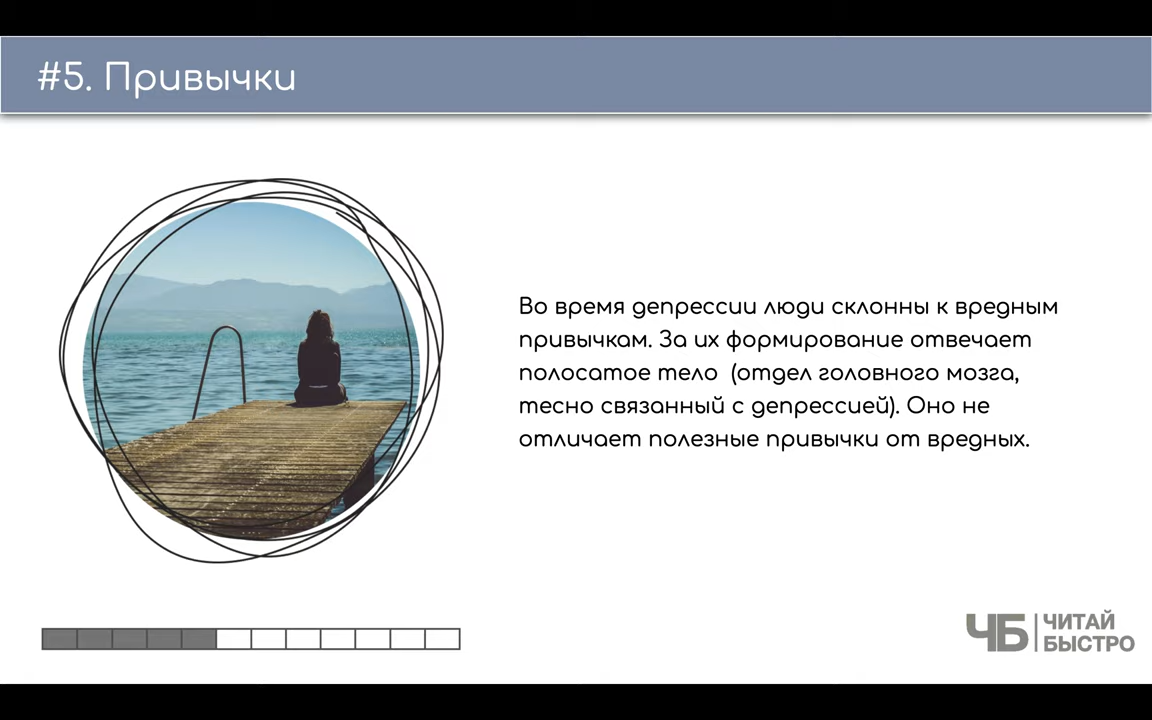 #5. Привычки
Во время депрессии люди склонны к вредным
привычкам. За их формирование отвечает
полосатое тело (отдел головного мозга,
тесно связанный с депрессией). Оно не
отличает полезные привычки от вредных.
ЧБ
ЧИТАЙ
БЫСТРО